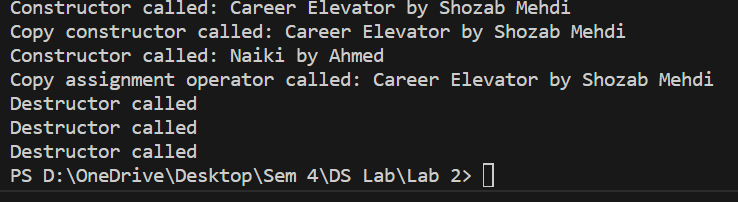 Constructor called: Career Elevator by Shozab Mehdi
Copy constructor called: Career Elevator by Shozab Mehdi
Constructor called: Naiki by Ahmed
Copy assignment operator called: Career Elevator by Shozab Mehdi
Destructor called
Destructor called
Destructor called
PS D:\OneDrive\Desktop\Sem 4\DS Lab\Lab 2>